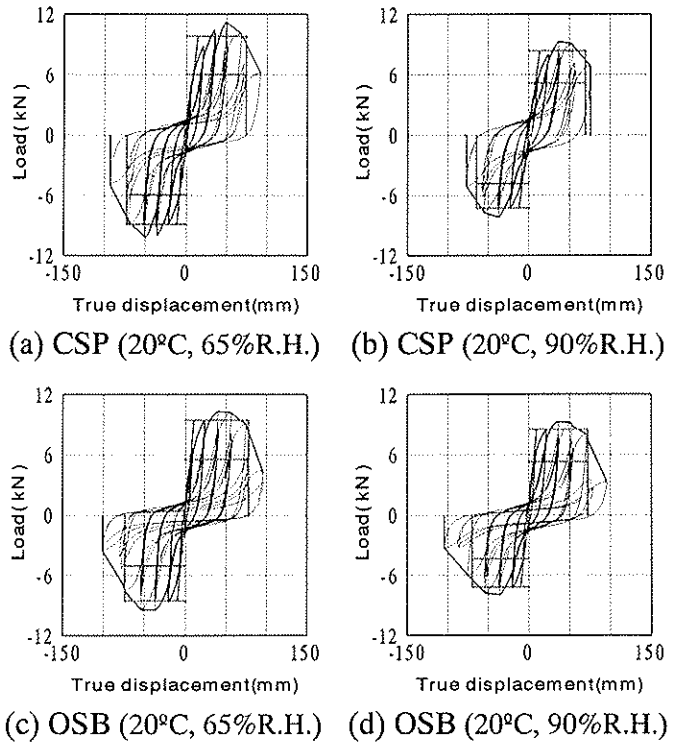 12
12
6
6
0
0
-6
-6
-12
-12
Load(kN)
Load(kN)
-150 0 150
-150 0 150
True displacement(mm)
True displacement(mm)
(a) CSP (20ºC, 65%R.H.)
(b) CSP (20ºC, 90%R.H.)
12
12
6
6
0
0
-6
-6
-12
-12
Load(kN)
Load(kN)
-150 0 150
-150 0 150
True displacement(mm)
True displacement(mm)
(c) OSB (20ºC, 65%R.H.)
(d) OSB (20ºC, 90%R.H.)